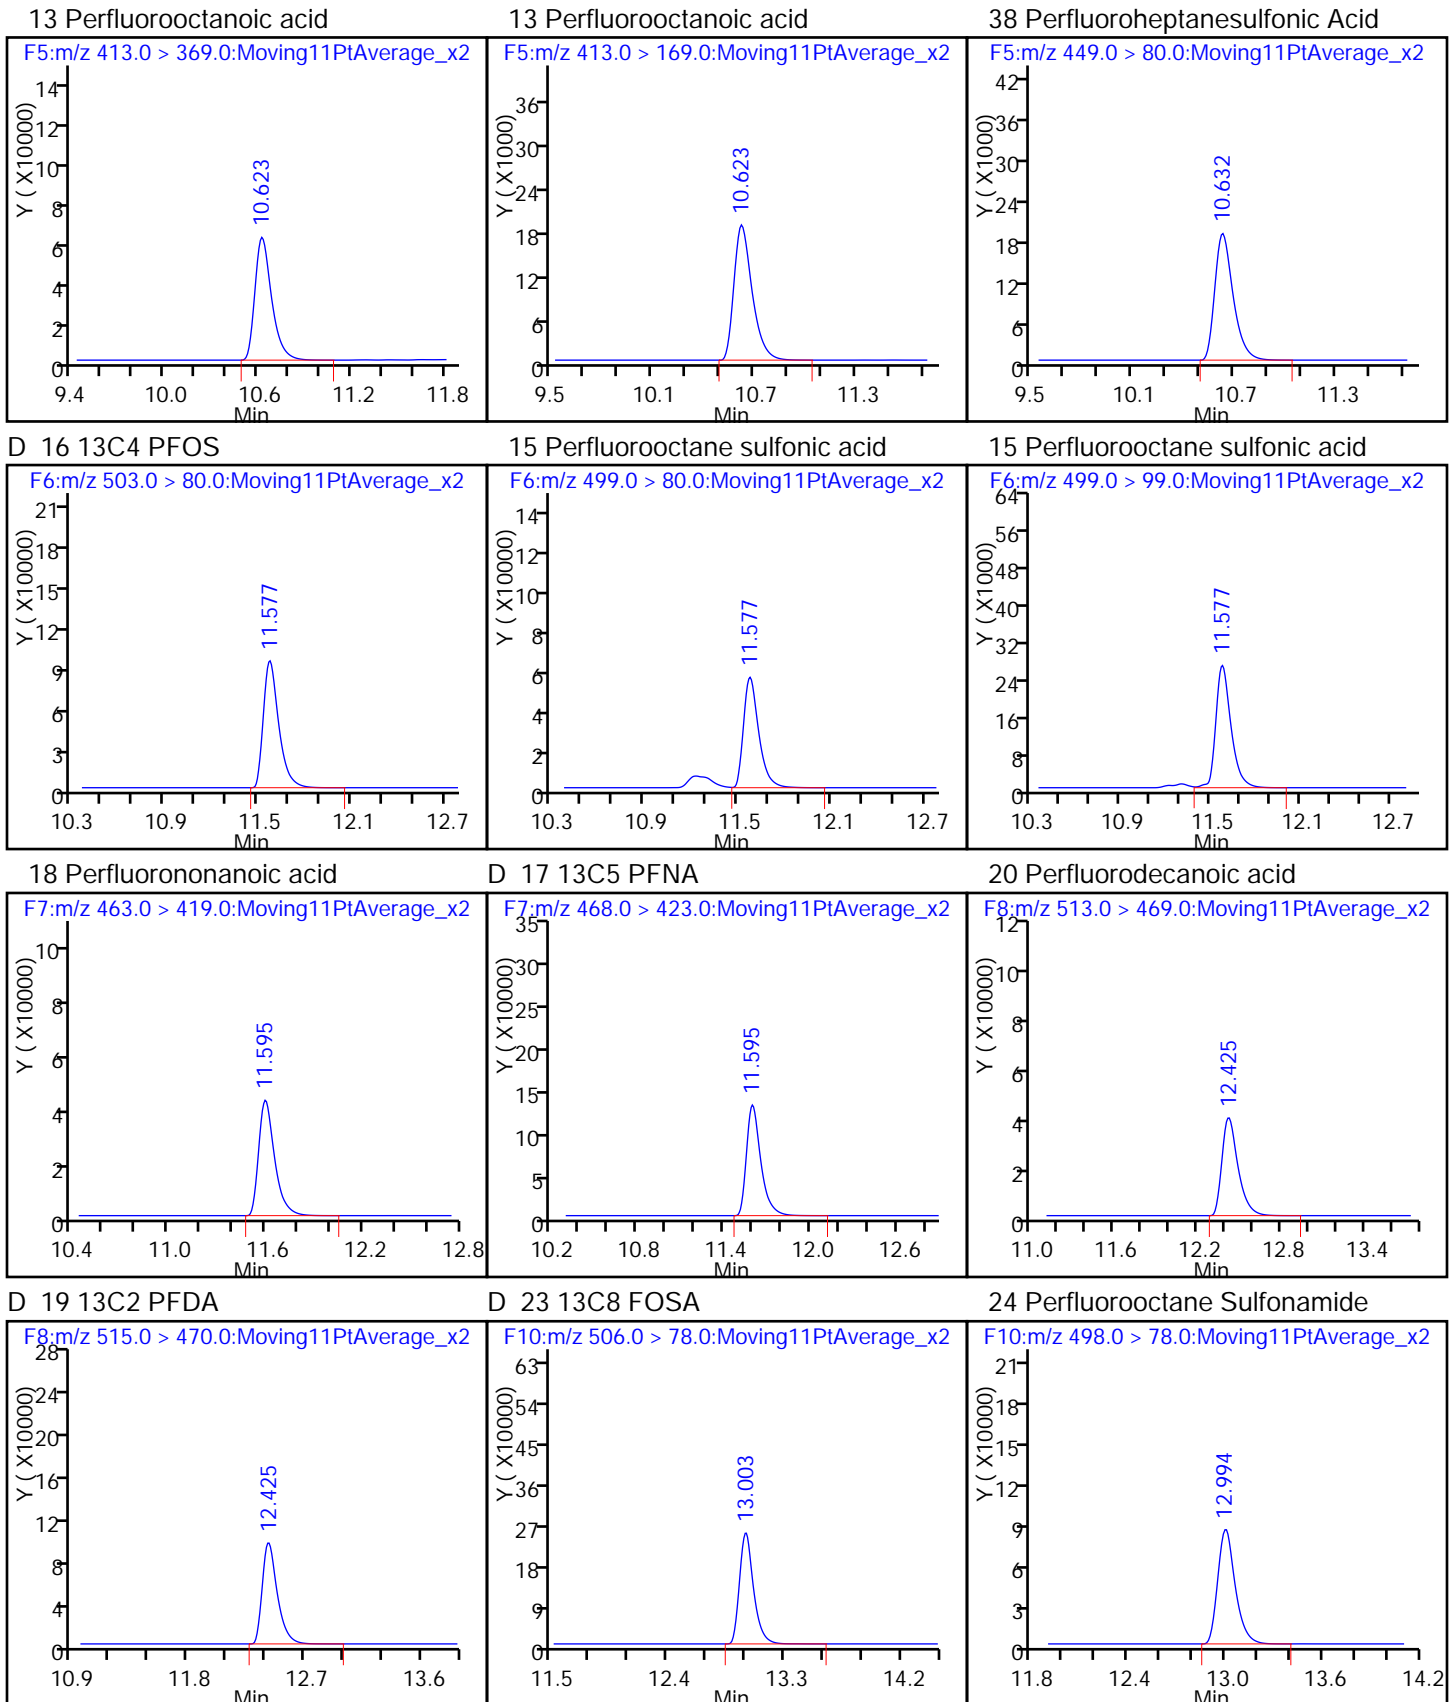 13 Perfluorooctanoic acid
F5:m/z 413.0 > 369.0:Moving11PtAverage_x2
Y ( X10000)
14
12
10
8
6
4
2
0
10.623
9.4 10.0 10.6 11.2 11.8
Min
13 Perfluorooctanoic acid
F5:m/z 413.0 > 169.0:Moving11PtAverage_x2
Y ( X1000)
36
30
24
18
12
6
0
10.623
9.5 10.1 10.7 11.3
Min
38 Perfluoroheptanesulfonic Acid
F5:m/z 449.0 > 80.0:Moving11PtAverage_x2
Y ( X1000)
42
36
30
24
18
12
6
0
10.632
9.5 10.1 10.7 11.3
Min
D 16 13C4 PFOS
F6:m/z 503.0 > 80.0:Moving11PtAverage_x2
Y ( X10000)
21
18
15
12
9
6
3
0
11.577
10.3 10.9 11.5 12.1 12.7
Min
15 Perfluorooctane sulfonic acid
F6:m/z 499.0 > 80.0:Moving11PtAverage_x2
Y ( X10000)
14
12
10
8
6
4
2
0
11.577
10.3 10.9 11.5 12.1 12.7
Min
15 Perfluorooctane sulfonic acid
F6:m/z 499.0 > 99.0:Moving11PtAverage_x2
Y ( X1000)
64
56
48
40
32
24
16
8
0
11.577
10.3 10.9 11.5 12.1 12.7
Min
18 Perfluorononanoic acid
F7:m/z 463.0 > 419.0:Moving11PtAverage_x2
Y ( X10000)
10
8
6
4
2
0
11.595
10.4 11.0 11.6 12.2 12.8
Min
D 17 13C5 PFNA
F7:m/z 468.0 > 423.0:Moving11PtAverage_x2
Y ( X10000)
35
30
25
20
15
10
5
0
11.595
10.2 10.8 11.4 12.0 12.6
Min
20 Perfluorodecanoic acid
F8:m/z 513.0 > 469.0:Moving11PtAverage_x2
Y ( X10000)
12
10
8
6
4
2
0
12.425
11.0 11.6 12.2 12.8 13.4
Min
D 19 13C2 PFDA
F8:m/z 515.0 > 470.0:Moving11PtAverage_x2
Y ( X10000)
28
24
20
16
12
8
4
0
12.425
10.9 11.8 12.7 13.6
Min
D 23 13C8 FOSA
F10:m/z 506.0 > 78.0:Moving11PtAverage_x2
Y ( X10000)
63
54
45
36
27
18
9
0
13.003
11.5 12.4 13.3 14.2
Min
24 Perfluorooctane Sulfonamide
F10:m/z 498.0 > 78.0:Moving11PtAverage_x2
Y ( X10000)
21
18
15
12
9
6
3
0
12.994
11.8 12.4 13.0 13.6 14.2
Min